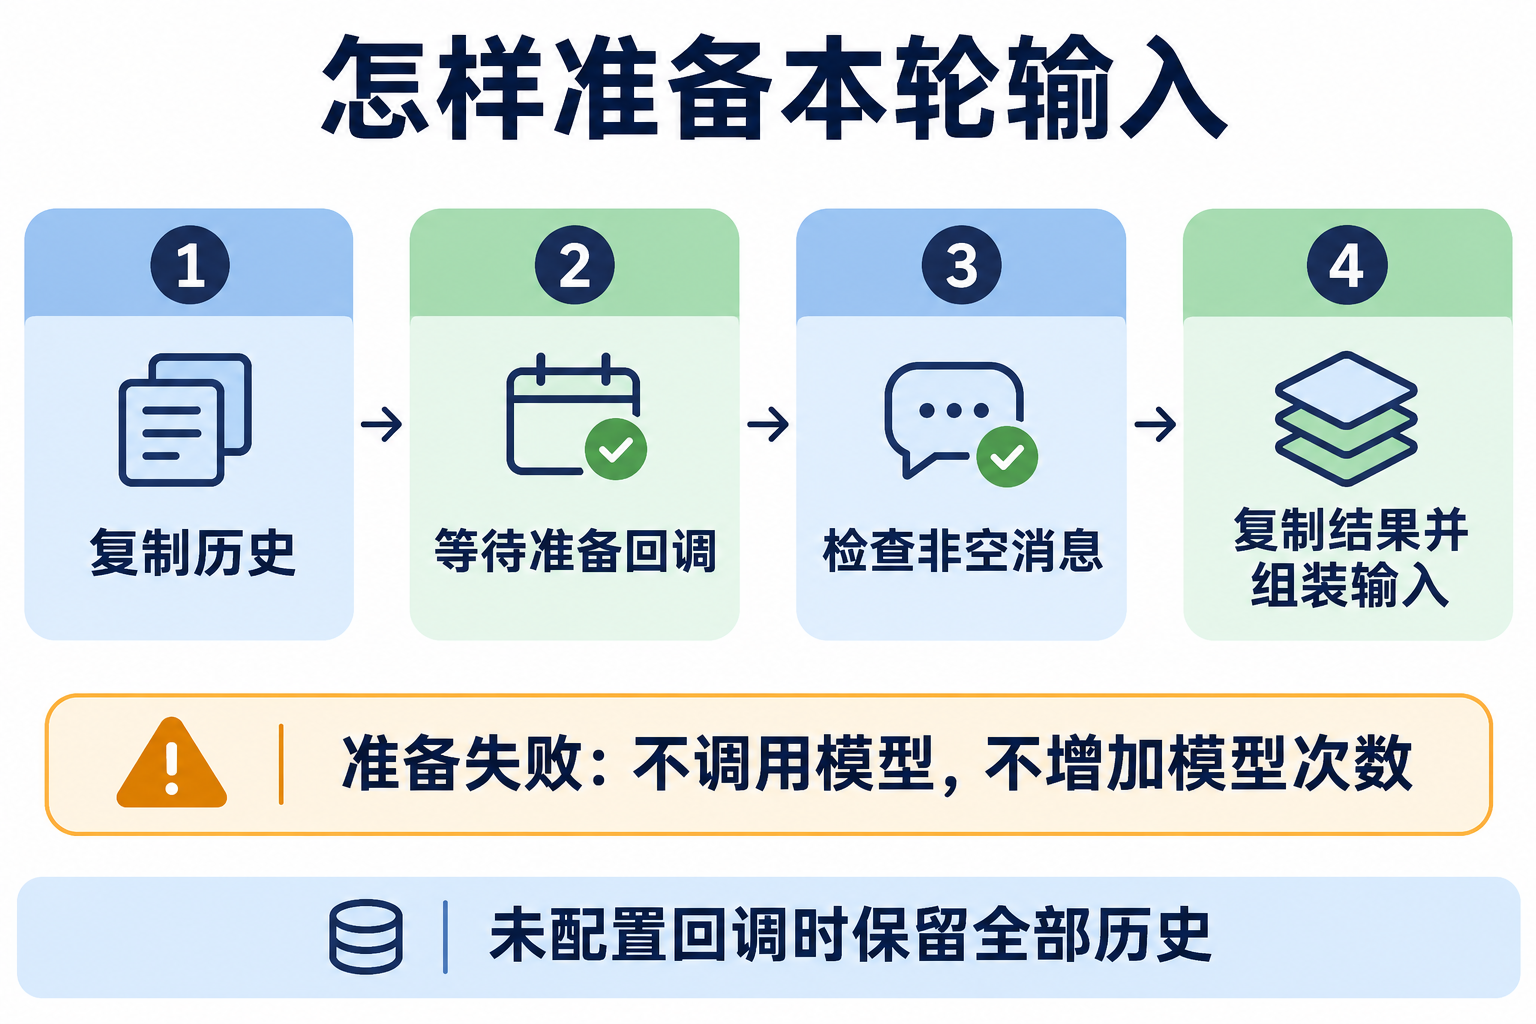 怎样准备本轮输入
1
复制历史
2
等待准备回调
3
检查非空消息
4
复制结果并
组装输入
准备失败：不调用模型，不增加模型次数
未配置回调时保留全部历史